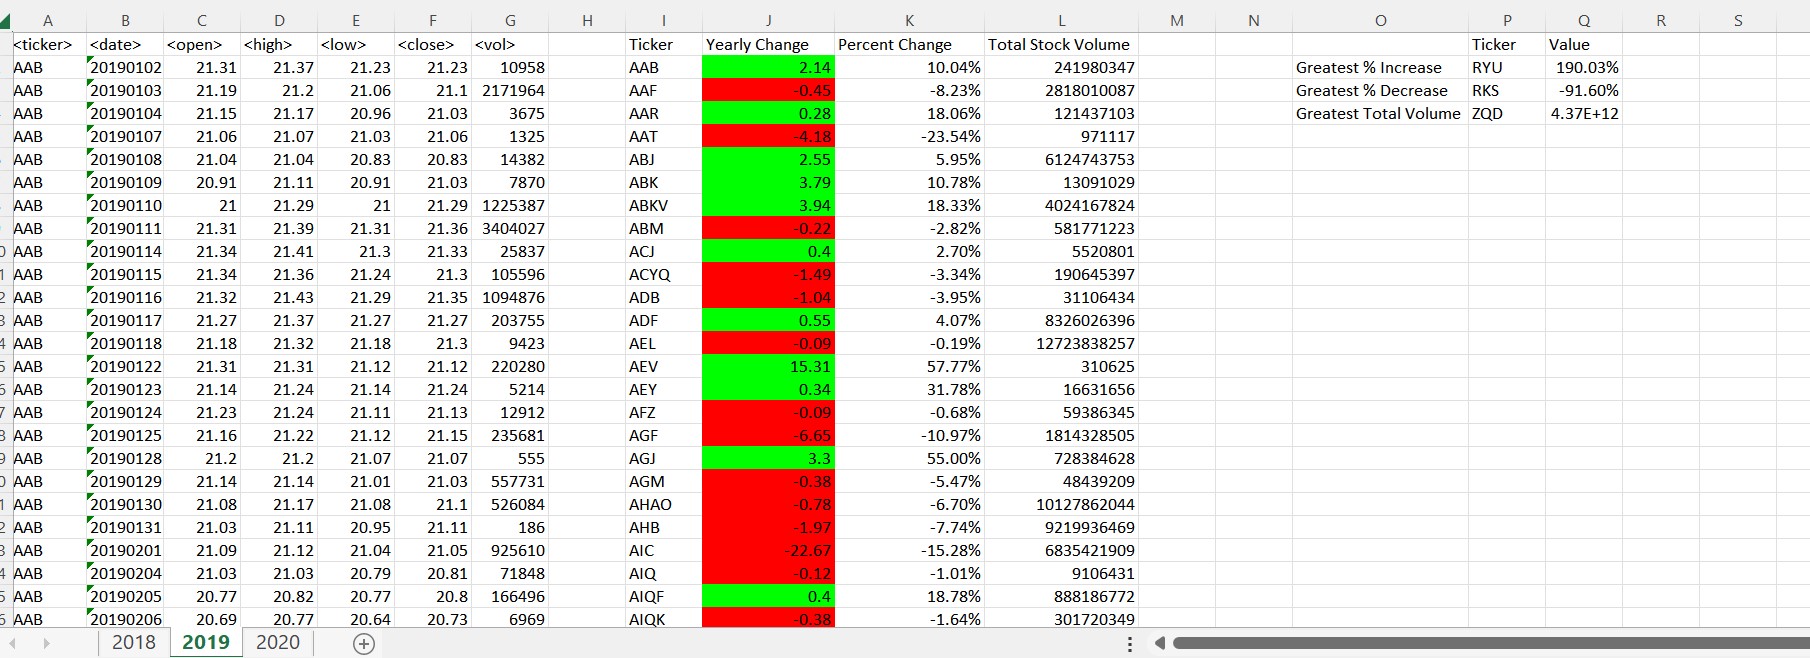 A B C D E F G H I J K L M N O P Q R S
<ticker> <date> <open> <high> <low> <close> <vol> Ticker Yearly Change Percent Change Total Stock Volume Ticker Value
AAB 20190102 21.31 21.37 21.23 21.23 10958 AAB 2.14 10.04% 241980347 Greatest % Increase RYU 190.03%
AAB 20190103 21.19 21.2 21.06 21.1 2171964 AAF -0.45 -8.23% 2818010087 Greatest % Decrease RKS -91.60%
AAB 20190104 21.15 21.17 20.96 21.03 3675 AAR 0.28 18.06% 121437103 Greatest Total Volume ZQD 4.37E+12
AAB 20190107 21.06 21.07 21.03 21.06 1325 AAT -4.18 -23.54% 971117
AAB 20190108 21.04 21.04 20.83 20.83 14382 ABJ 2.55 5.95% 6124743753
AAB 20190109 20.91 21.11 20.91 21.03 7870 ABK 3.79 10.78% 13091029
AAB 20190110 21 21.29 21 21.29 1225387 ABKV 3.94 18.33% 4024167824
AAB 20190111 21.31 21.39 21.31 21.36 3404027 ABM -0.22 -2.82% 581771223
AAB 20190114 21.34 21.41 21.3 21.33 25837 ACJ 0.4 2.70% 5520801
AAB 20190115 21.34 21.36 21.24 21.3 105596 ACYQ -1.49 -3.34% 190645397
AAB 20190116 21.32 21.43 21.29 21.35 1094876 ADB -1.04 -3.95% 31106434
AAB 20190117 21.27 21.37 21.27 21.27 203755 ADF 0.55 4.07% 8326026396
AAB 20190118 21.18 21.32 21.18 21.3 9423 AEL -0.09 -0.19% 12723838257
AAB 20190122 21.31 21.31 21.12 21.12 220280 AEV 15.31 57.77% 310625
AAB 20190123 21.14 21.24 21.14 21.24 5214 AEY 0.34 31.78% 16631656
AAB 20190124 21.23 21.24 21.11 21.13 12912 AFZ -0.09 -0.68% 59386345
AAB 20190125 21.16 21.22 21.12 21.15 235681 AGF -6.65 -10.97% 1814328505
AAB 20190128 21.2 21.2 21.07 21.07 555 AGJ 3.3 55.00% 728384628
AAB 20190129 21.14 21.14 21.01 21.03 557731 AGM -0.38 -5.47% 48439209
AAB 20190130 21.08 21.17 21.08 21.1 526084 AHAO -0.78 -6.70% 10127862044
AAB 20190131 21.03 21.11 20.95 21.11 186 AHB -1.97 -7.74% 9219936469
AAB 20190201 21.09 21.12 21.04 21.05 925610 AIC -22.67 -15.28% 6835421909
AAB 20190204 21.03 21.03 20.79 20.81 71848 AIQ -0.12 -1.01% 9106431
AAB 20190205 20.77 20.82 20.77 20.8 166496 AIQF 0.4 18.78% 888186772
AAB 20190206 20.69 20.77 20.64 20.73 6969 AIQK -0.38 -1.64% 301720349
2018 2019 2020